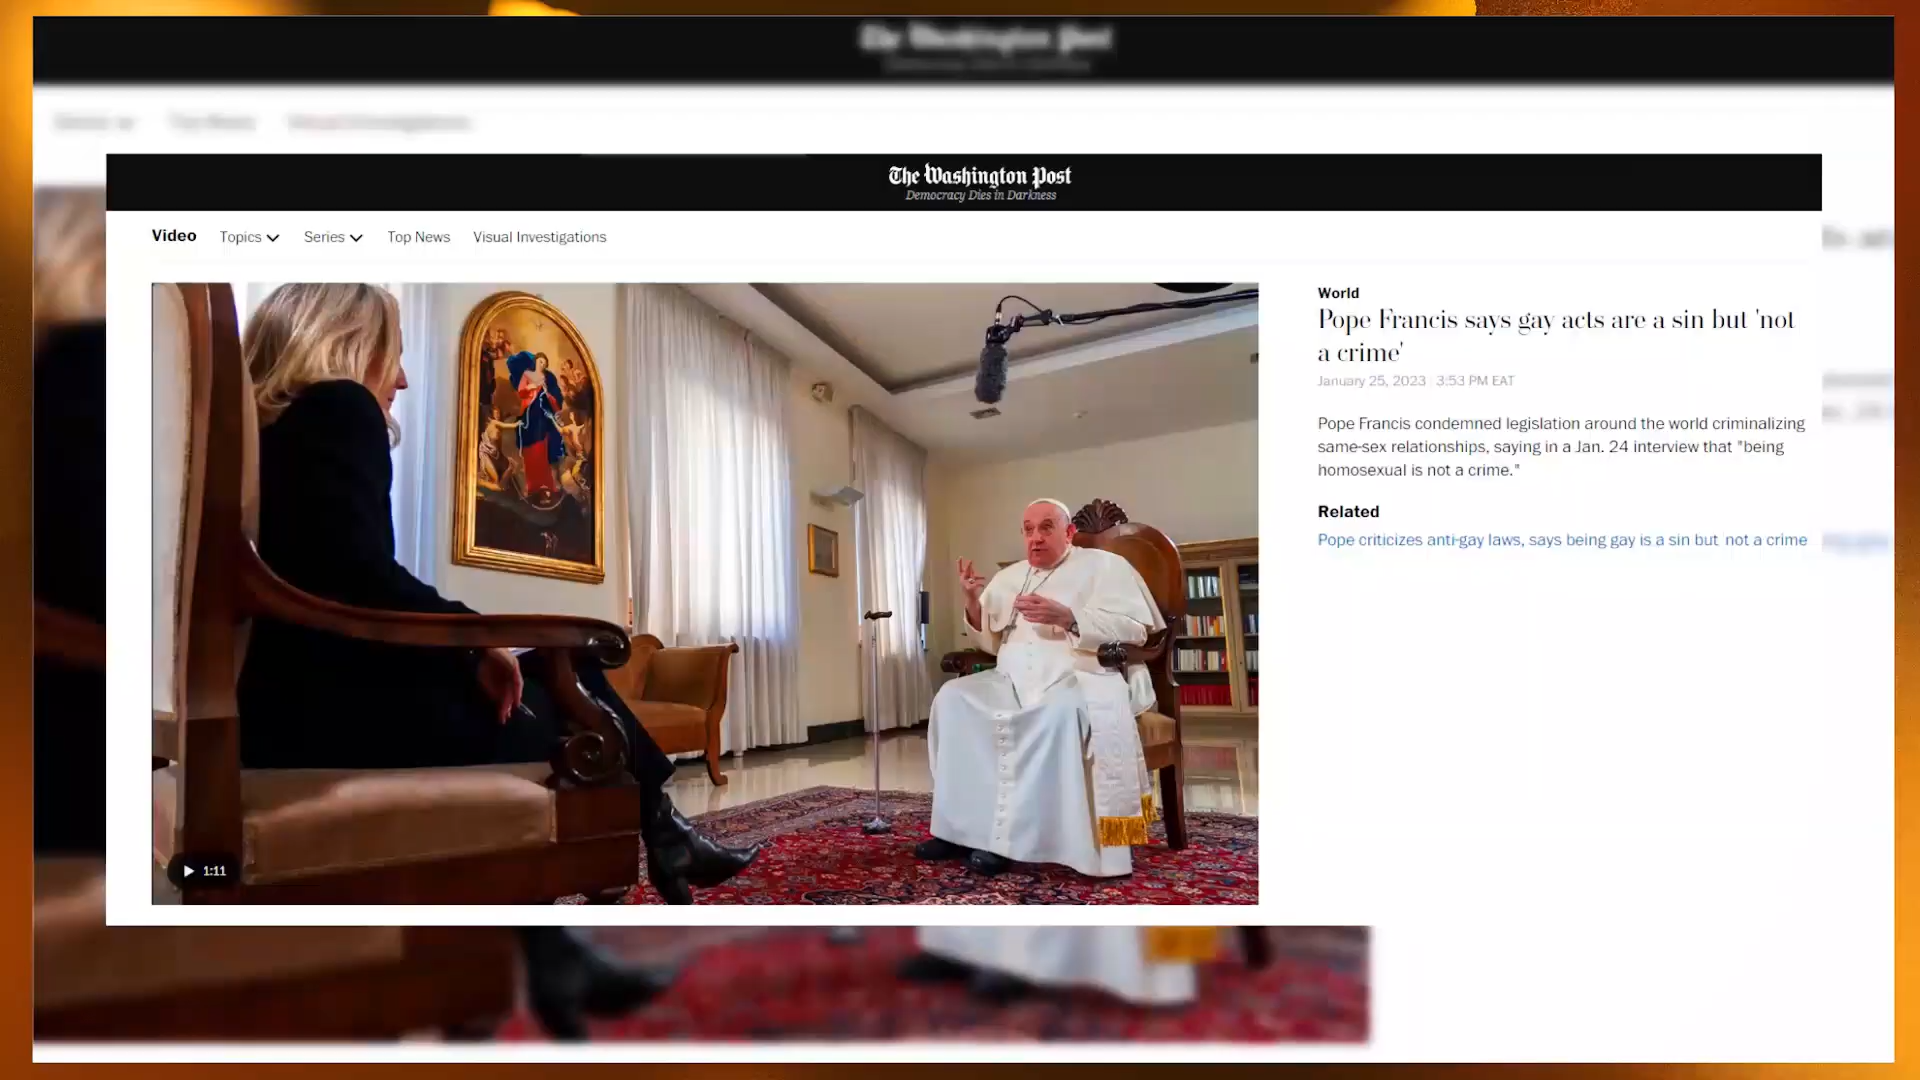 The Washington Post
Democracy Dies in Darkness
Video Topics Series Top News Visual Investigations
World
Pope Francis says gay acts are a sin but 'not
a crime'
January 25, 2023 | 3:53 PM EAT
Pope Francis condemned legislation around the world criminalizing
same-sex relationships, saying in a Jan. 24 interview that "being
homosexual is not a crime."
Related
Pope criticizes anti-gay laws, says being gay is a sin but not a crime
1:11